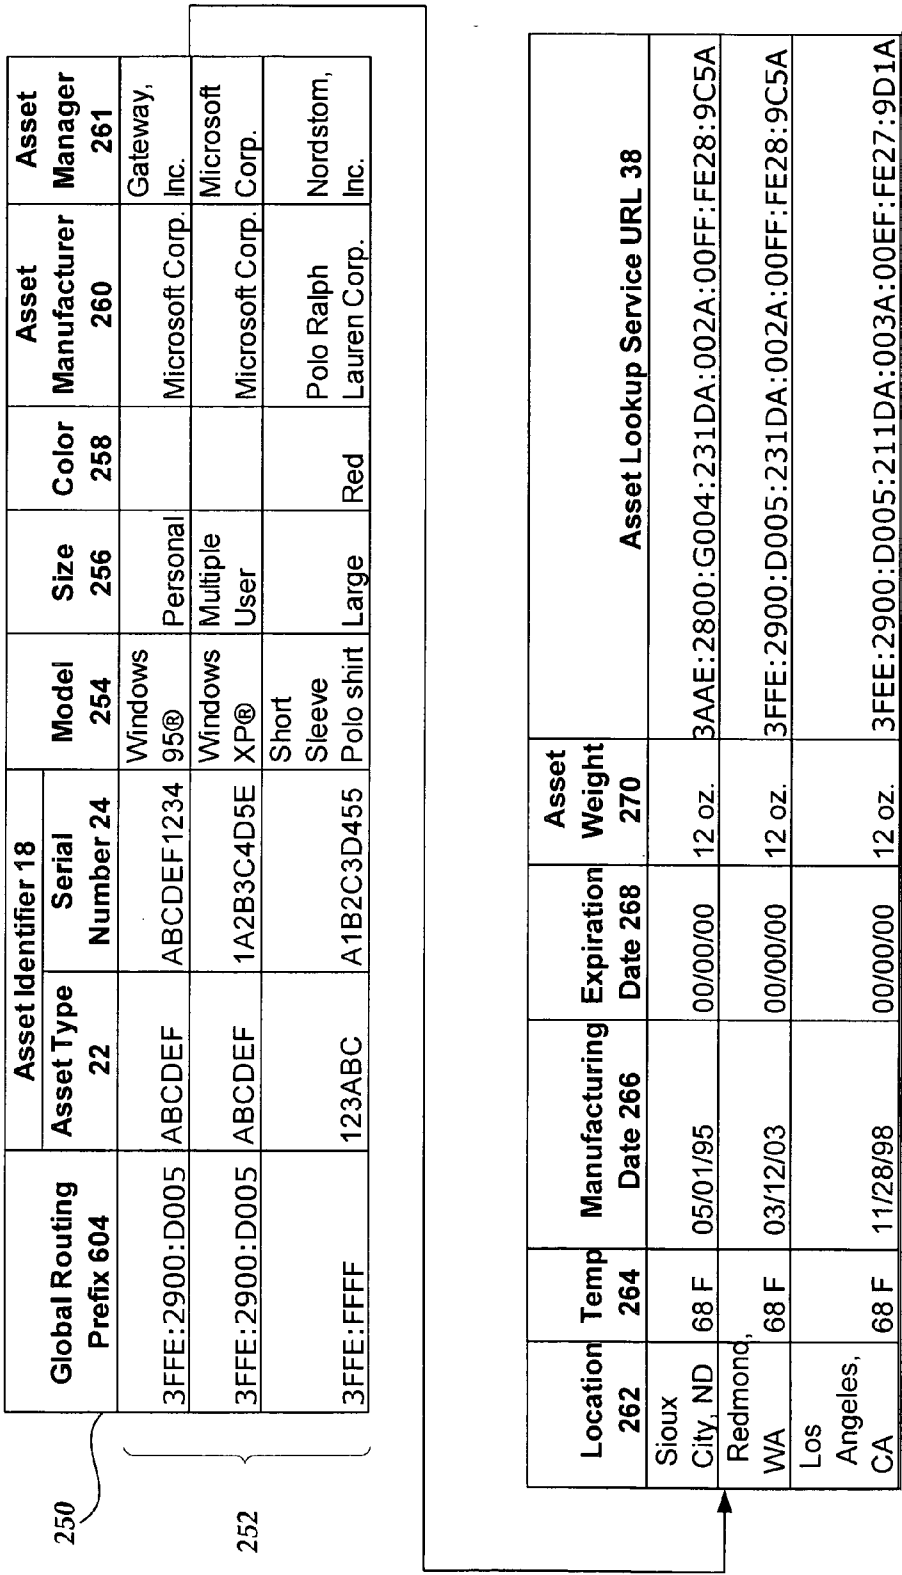 250
252
Global Routing Prefix 604 | Asset Identifier 18 | Model 254 | Size 256 | Color 258 | Asset Manufacturer 260 | Asset Manager 261
Asset Type 22 | Serial Number 24
3FFE:2900:D005 | ABCDEF | ABCDEF1234 | Windows 95® | Personal | | Microsoft Corp. | Gateway, Inc.
3FFE:2900:D005 | ABCDEF | 1A2B3C4D5E | Windows XP® | Multiple User | | Microsoft Corp. | Microsoft Corp.
3FFE:FFFF | 123ABC | A1B2C3D455 | Short Sleeve Polo shirt | Large | Red | Polo Ralph Lauren Corp. | Nordstom, Inc.
Location 262 | Temp 264 | Manufacturing Date 266 | Expiration Date 268 | Asset Weight 270 | Asset Lookup Service URL 38
Sioux City, ND | 68 F | 05/01/95 | 00/00/00 | 12 oz. | 3AAE:2800:G004:231DA:002A:00FF:FE28:9C5A
Redmond, WA | 68 F | 03/12/03 | 00/00/00 | 12 oz. | 3FFE:2900:D005:231DA:002A:00FF:FE28:9C5A
Los Angeles, CA | 68 F | 11/28/98 | 00/00/00 | 12 oz. | 3FEE:2900:D005:211DA:003A:00EF:FE27:9D1A